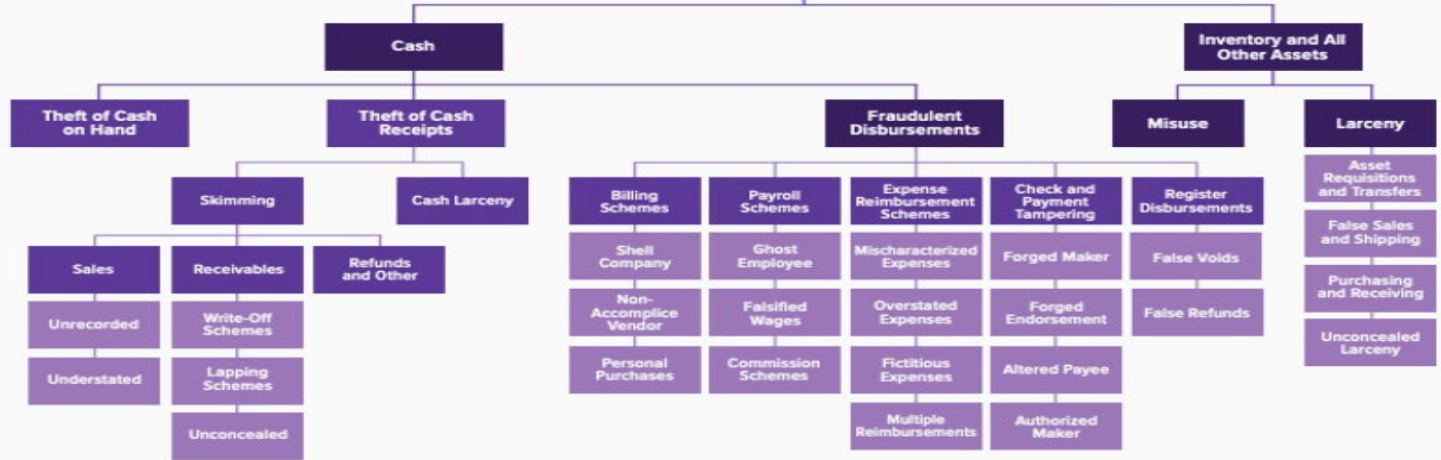 Cash
Inventory and All
Other Assets
Theft of Cash
on Hand
Theft of Cash
Receipts
Fraudulent
Disbursements
Misuse
Larceny
Skimming
Cash Larceny
Billing
Schemes
Payroll
Schemes
Expense
Reimbursement
Schemes
Check and
Payment
Tampering
Register
Disbursements
Asset
Requisitions
and Transfers
False Sales
and Shipping
Purchasing
and Receiving
Unconcealed
Larceny
Sales
Receivables
Refunds
and Other
Unrecorded
Understated
Write-Off
Schemes
Lapping
Schemes
Unconcealed
Shell
Company
Non-
Accomplice
Vendor
Personal
Purchases
Ghost
Employee
Falsified
Wages
Commission
Schemes
Mischaracterized
Expenses
Overstated
Expenses
Fictitious
Expenses
Multiple
Reimbursements
Forged Maker
Forged
Endorsement
Altered Payee
Authorized
Maker
False Voids
False Refunds